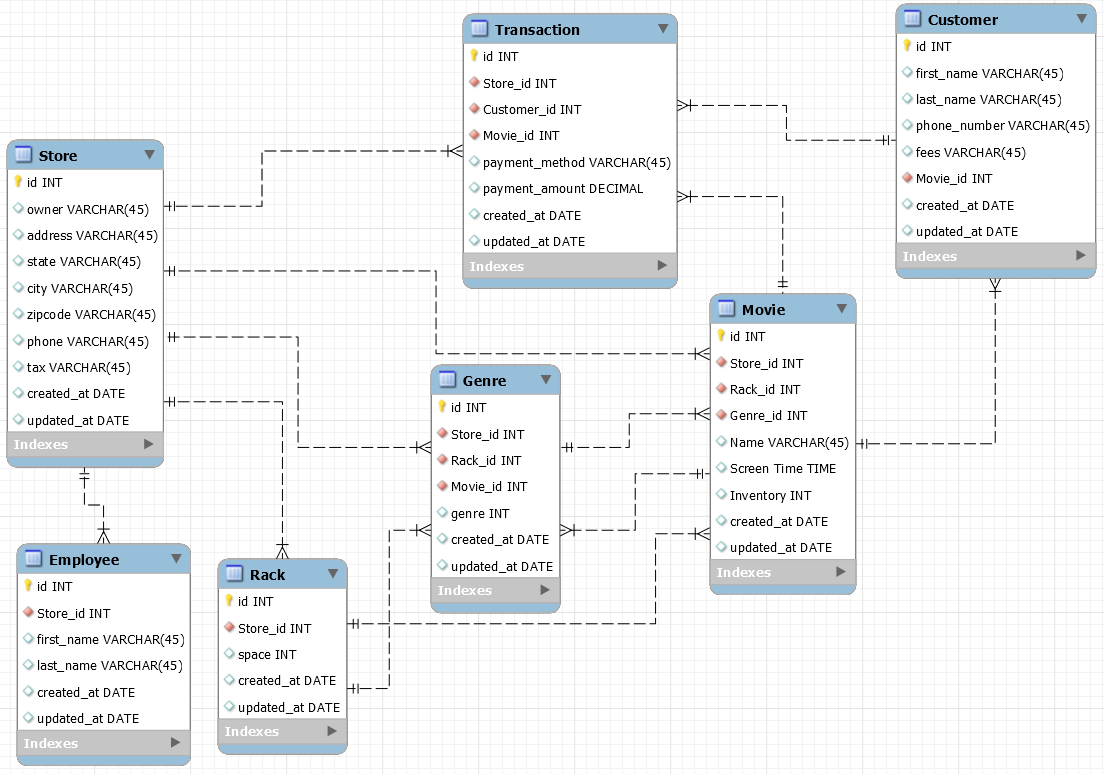 Transaction
id INT
Store_id INT
Customer_id INT
Movie_id INT
payment_method VARCHAR(45)
payment_amount DECIMAL
created_at DATE
updated_at DATE
Indexes
Customer
id INT
first_name VARCHAR(45)
last_name VARCHAR(45)
phone_number VARCHAR(45)
fees VARCHAR(45)
Movie_id INT
created_at DATE
updated_at DATE
Indexes
Store
id INT
owner VARCHAR(45)
address VARCHAR(45)
state VARCHAR(45)
city VARCHAR(45)
zipcode VARCHAR(45)
phone VARCHAR(45)
tax VARCHAR(45)
created_at DATE
updated_at DATE
Indexes
Movie
id INT
Store_id INT
Rack_id INT
Genre_id INT
Name VARCHAR(45)
Screen Time TIME
Inventory INT
created_at DATE
updated_at DATE
Indexes
Genre
id INT
Store_id INT
Rack_id INT
Movie_id INT
genre INT
created_at DATE
updated_at DATE
Indexes
Employee
id INT
Store_id INT
first_name VARCHAR(45)
last_name VARCHAR(45)
created_at DATE
updated_at DATE
Indexes
Rack
id INT
Store_id INT
space INT
created_at DATE
updated_at DATE
Indexes